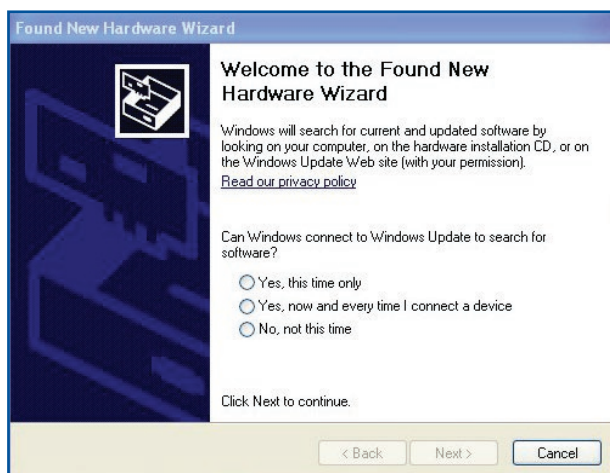 Found New Hardware Wizard
Welcome to the Found New
Hardware Wizard
Windows will search for current and updated software by
looking on your computer, on the hardware installation CD, or on
the Windows Update Web site (with your permission).
Read our privacy policy
Can Windows connect to Windows Update to search for
software?
Yes, this time only
Yes, now and every time I connect a device
No, not this time
Click Next to continue.
< Back
Next >
Cancel